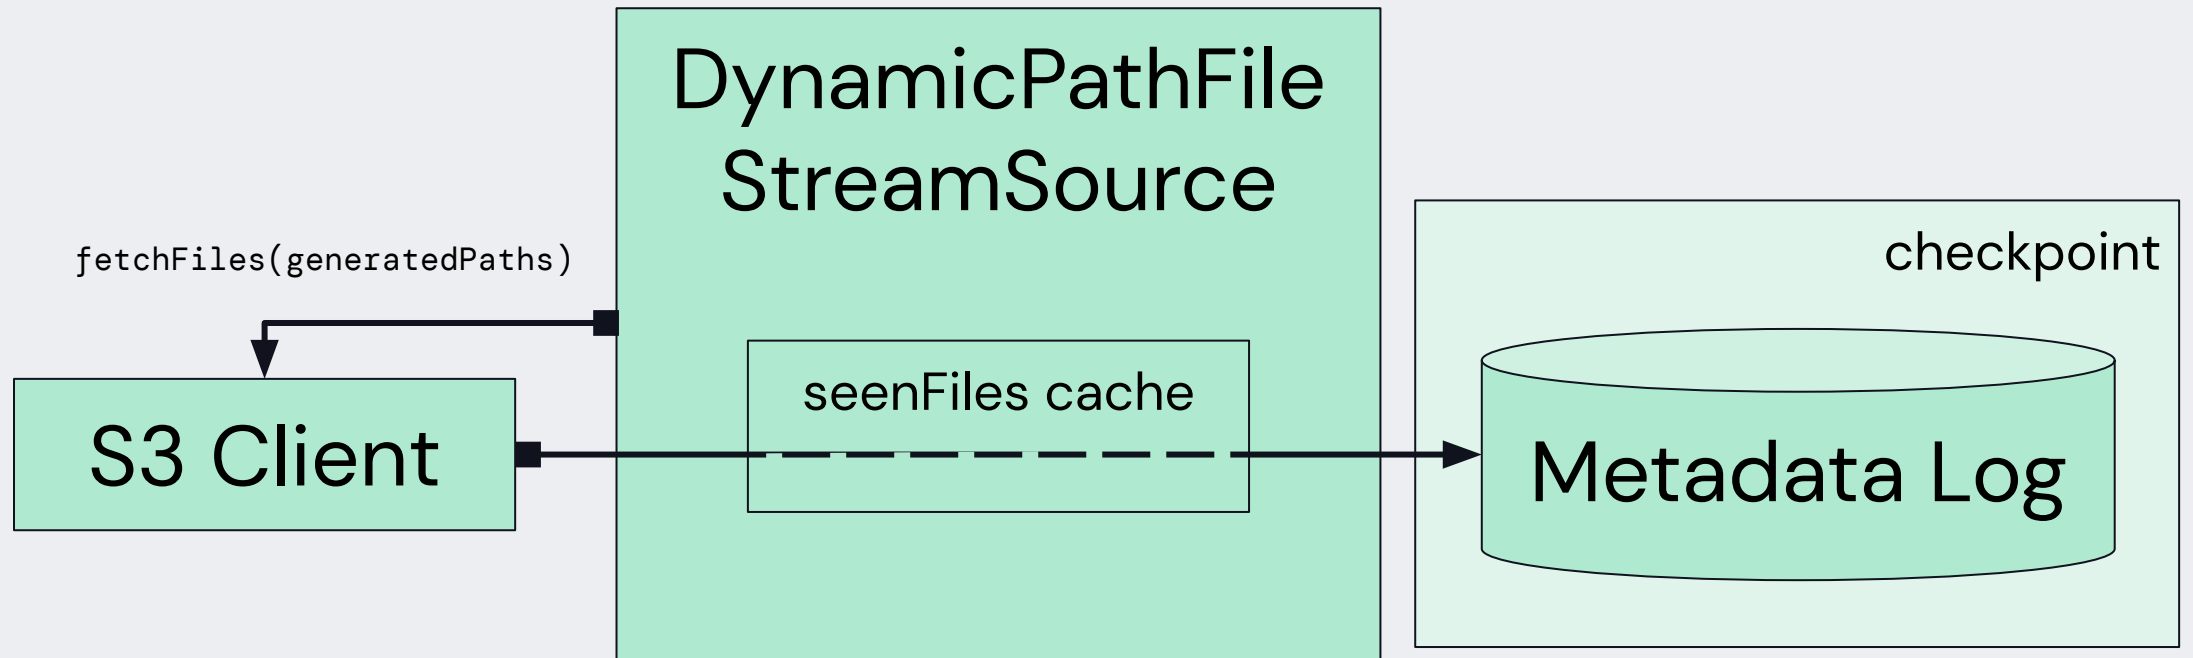 DynamicPathFile
StreamSource
fetchFiles(generatedPaths)
checkpoint
seenFiles cache
S3 Client
Metadata Log